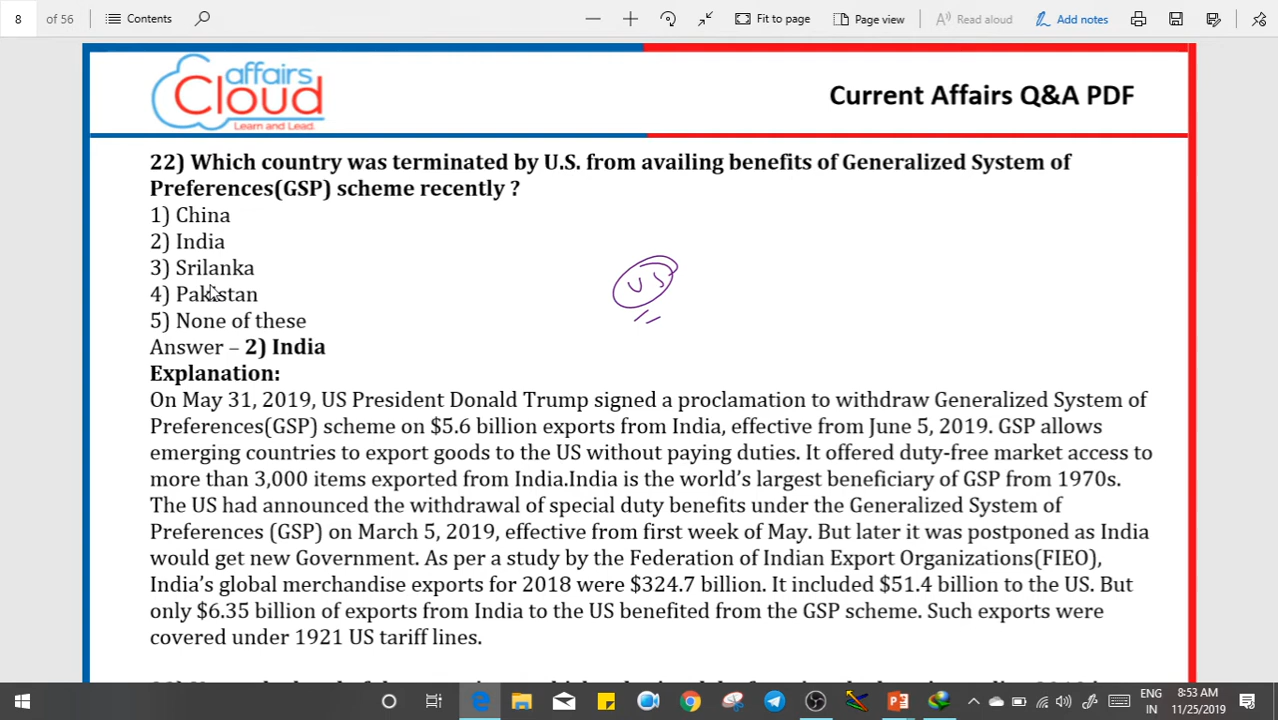 8 of 56 Contents Fit to page Page view Read aloud Add notes
affairs
Cloud
Learn and Lead.
Current Affairs Q&A PDF
22) Which country was terminated by U.S. from availing benefits of Generalized System of
Preferences(GSP) scheme recently ?
1) China
2) India
3) Srilanka
4) Pakistan
5) None of these
US
Answer – 2) India
Explanation:
On May 31, 2019, US President Donald Trump signed a proclamation to withdraw Generalized System of
Preferences(GSP) scheme on $5.6 billion exports from India, effective from June 5, 2019. GSP allows
emerging countries to export goods to the US without paying duties. It offered duty-free market access to
more than 3,000 items exported from India.India is the world’s largest beneficiary of GSP from 1970s.
The US had announced the withdrawal of special duty benefits under the Generalized System of
Preferences (GSP) on March 5, 2019, effective from first week of May. But later it was postponed as India
would get new Government. As per a study by the Federation of Indian Export Organizations(FIEO),
India’s global merchandise exports for 2018 were $324.7 billion. It included $51.4 billion to the US. But
only $6.35 billion of exports from India to the US benefited from the GSP scheme. Such exports were
covered under 1921 US tariff lines.
ENG 8:53 AM
IN 11/25/2019